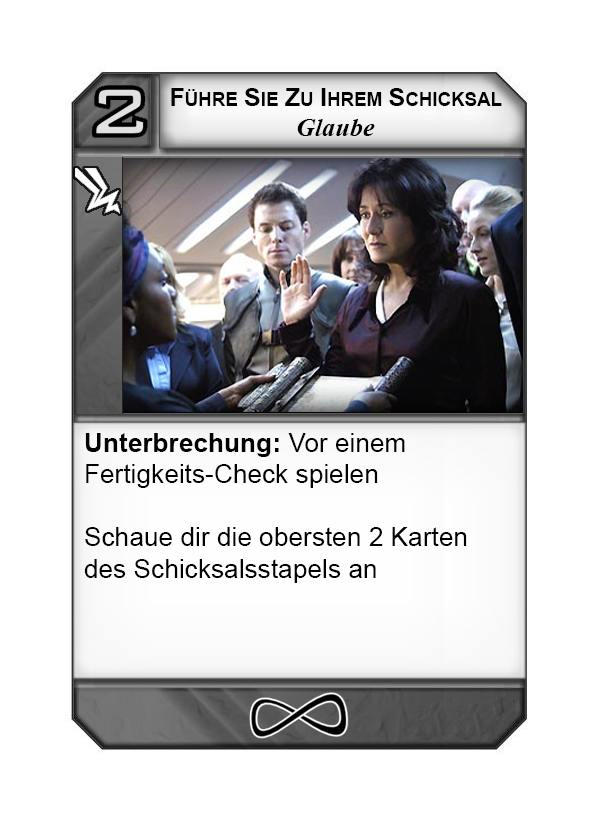 2
Führe Sie Zu Ihrem Schicksal
Glaube
Unterbrechung: Vor einem
Fertigkeits-Check spielen
Schaue dir die obersten 2 Karten
des Schicksalsstapels an